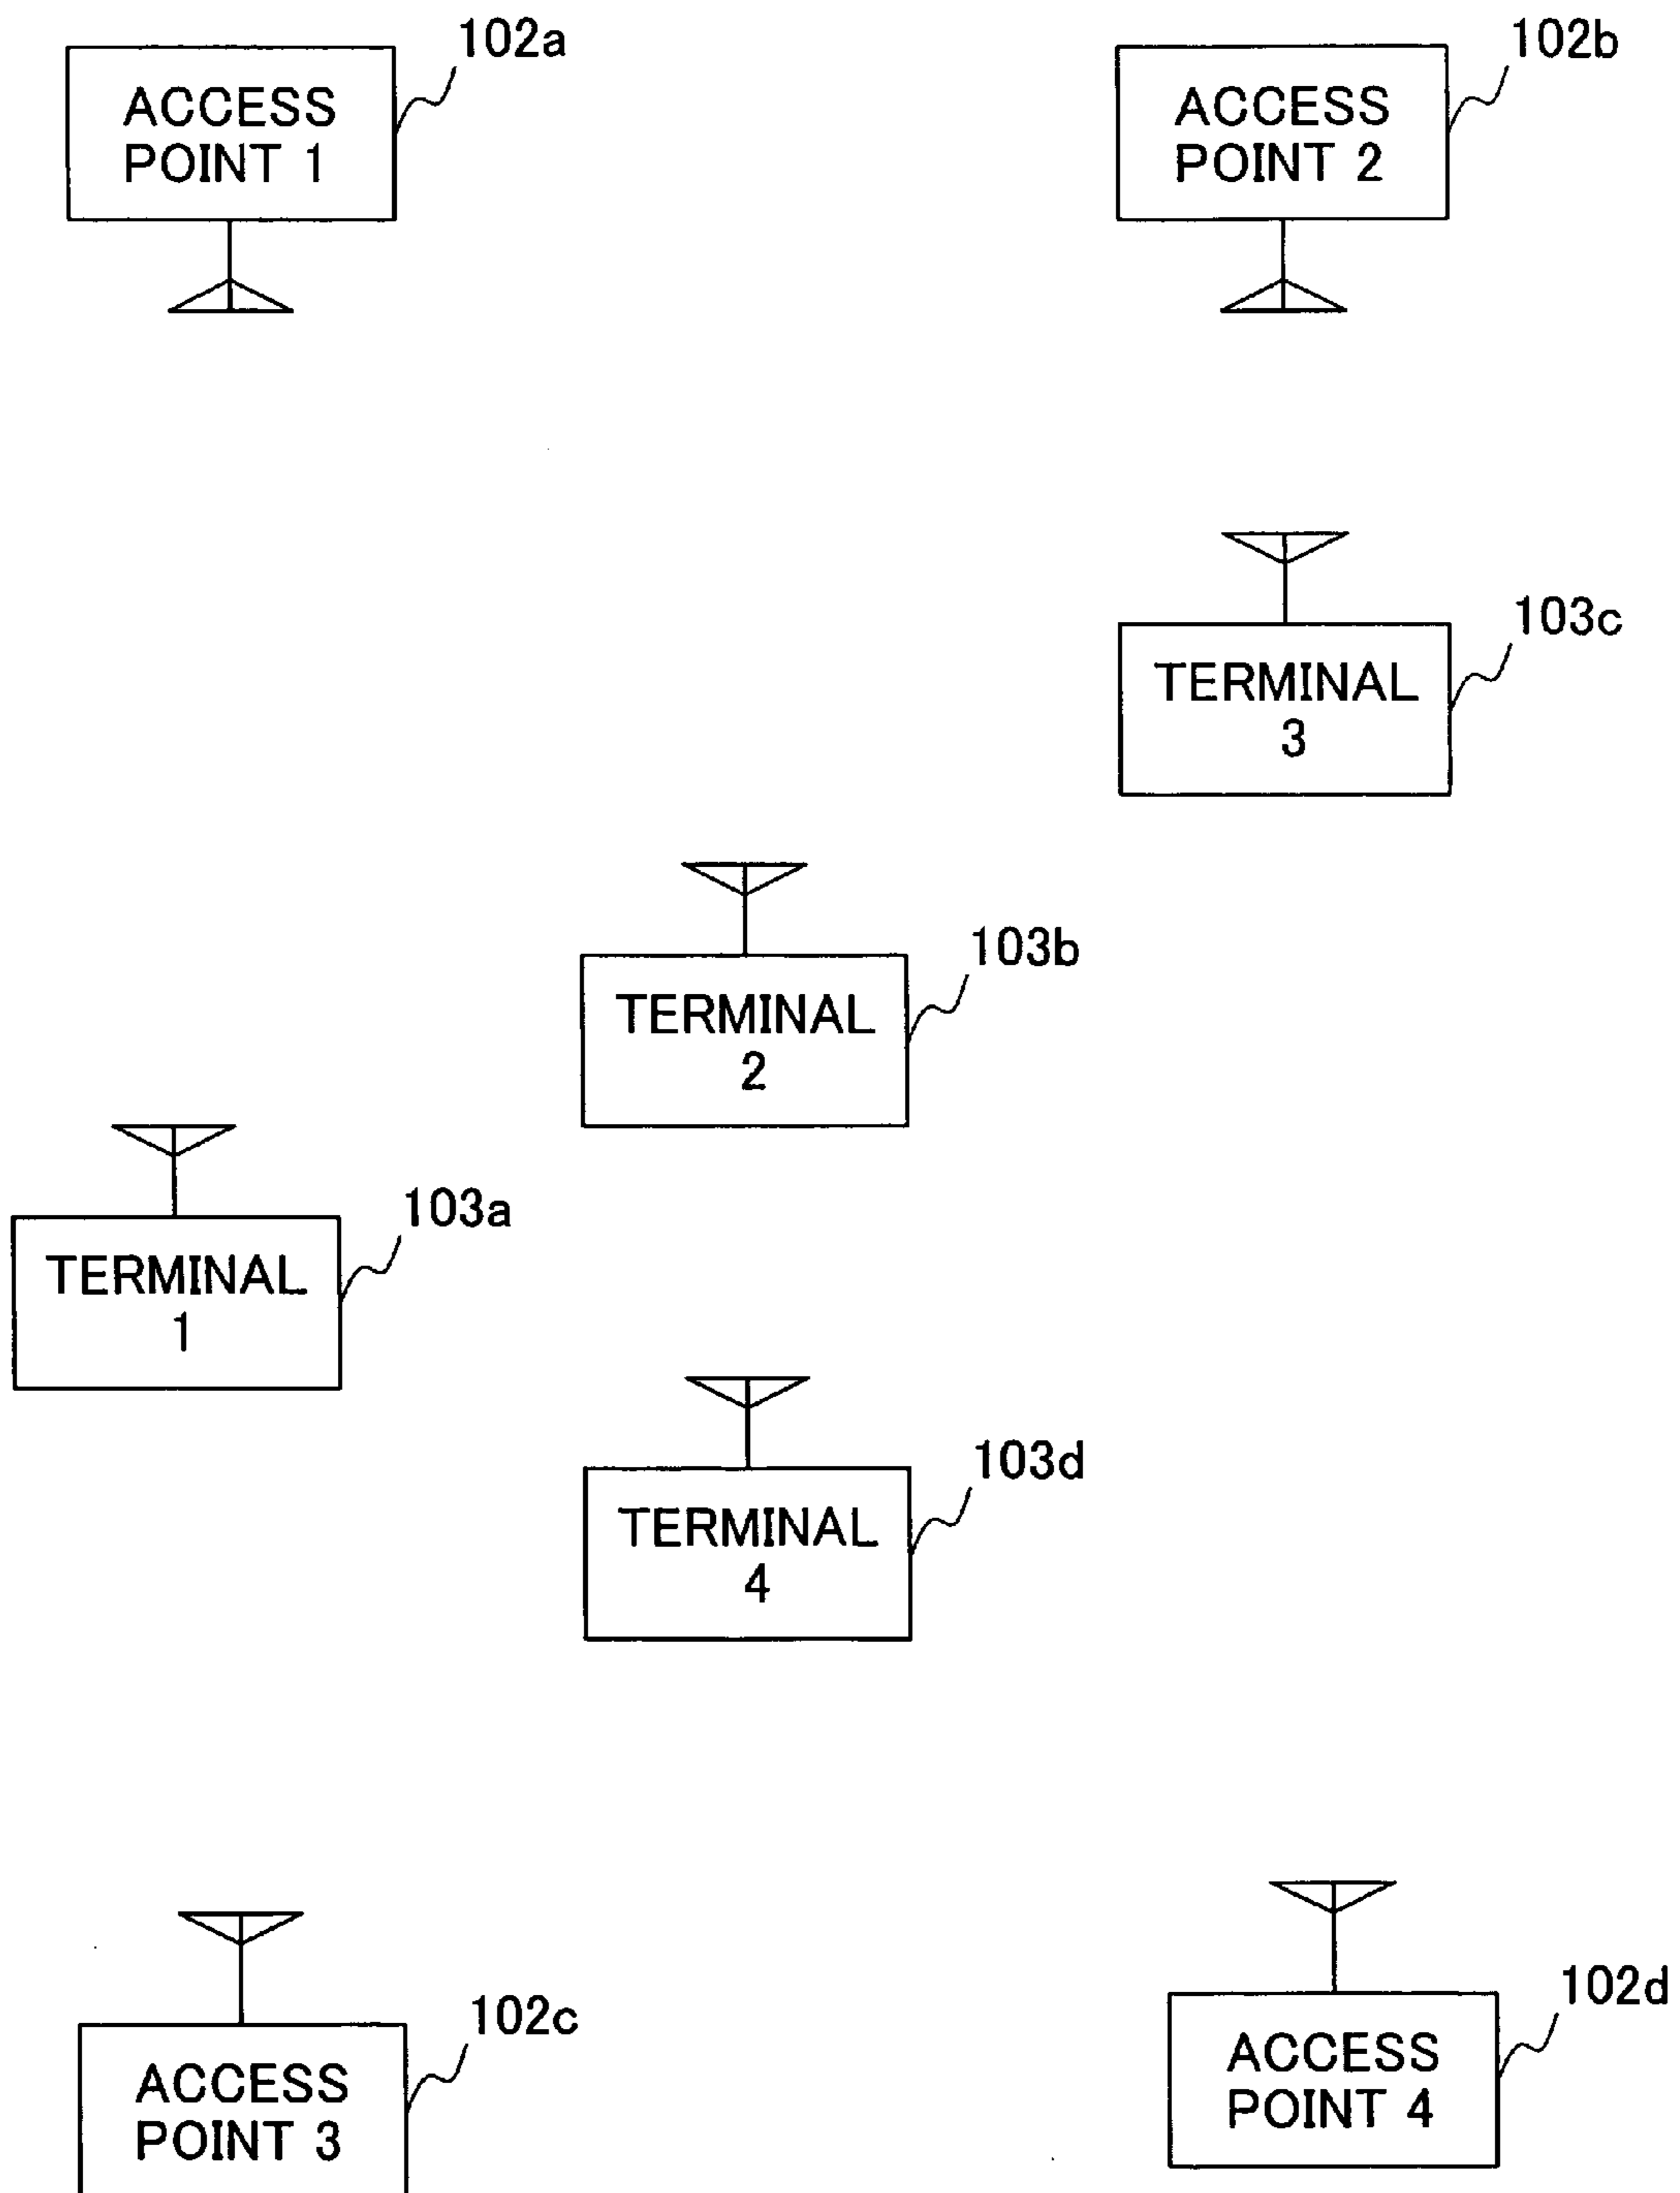 102a
ACCESS
POINT 1
102b
ACCESS
POINT 2
103c
TERMINAL
3
103b
TERMINAL
2
103a
TERMINAL
1
103d
TERMINAL
4
102c
ACCESS
POINT 3
102d
ACCESS
POINT 4